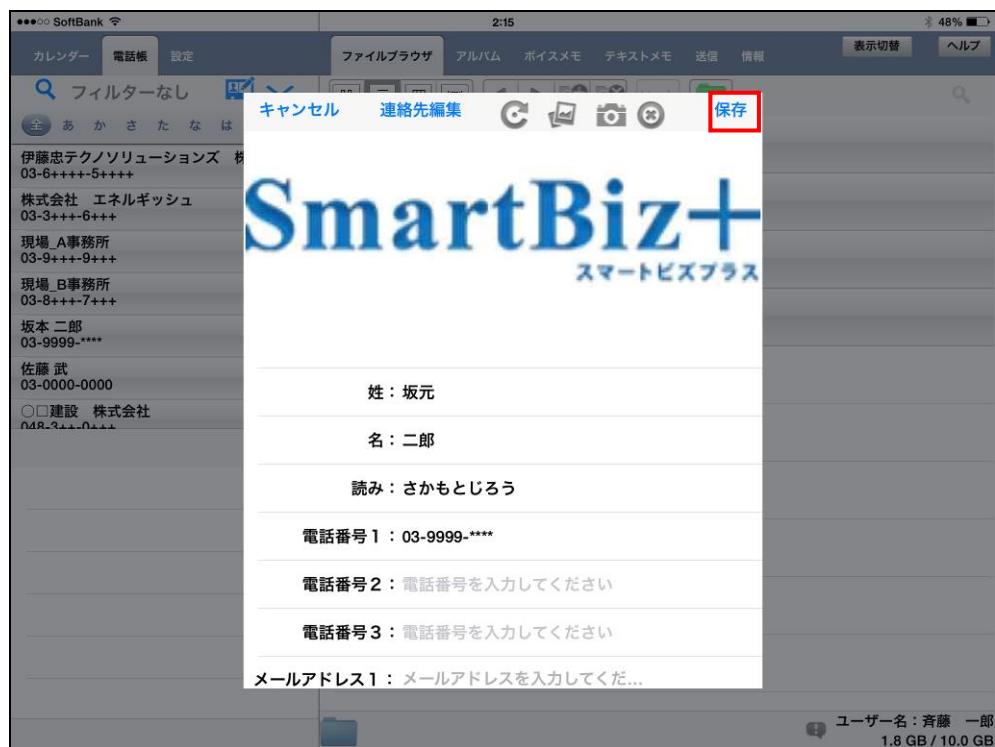 SoftBank 2:15 48%
カレンダー 電話帳 設定 ファイルブラウザ アルバム ボイスメモ テキストメモ 送信 情報 表示切替 ヘルプ
フィルターなし
全 あ か さ た な は
キャンセル 連絡先編集 保存
伊藤忠テクノソリューションズ 株
03-6++++-5++++
株式会社 エネルギッシュ
03-3+++-6+++
現場_A事務所
03-9+++-9+++
現場_B事務所
03-8+++-7+++
坂本 二郎
03-9999-****
佐藤 武
03-0000-0000
○□建設 株式会社
048-3++-0+++
SmartBiz+
スマートビズプラス
姓：坂元
名：二郎
読み：さかもとじろう
電話番号1：03-9999-****
電話番号2：電話番号を入力してください
電話番号3：電話番号を入力してください
メールアドレス1：メールアドレスを入力してくだ...
ユーザー名：斉藤 一郎
1.8 GB / 10.0 GB